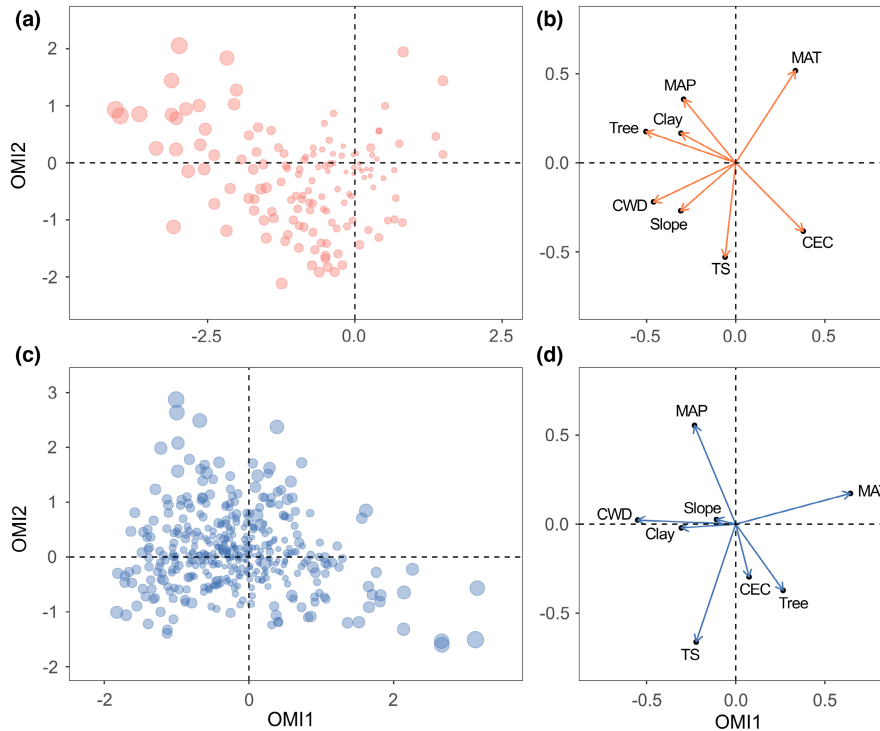 (a)
2
1
0
-1
-2
OMI2
-2.5
0.0
2.5
(b)
0.5
0.0
-0.5
MAT
MAP
Clay
Tree
CWD
Slope
TS
CEC
-0.5
0.0
0.5
(c)
3
2
1
0
-1
-2
OMI2
-2
0
2
OMI1
(d)
0.5
0.0
-0.5
MAP
MAT
CWD
Slope
Clay
CEC
Tree
TS
-0.5
0.0
0.5
OMI1